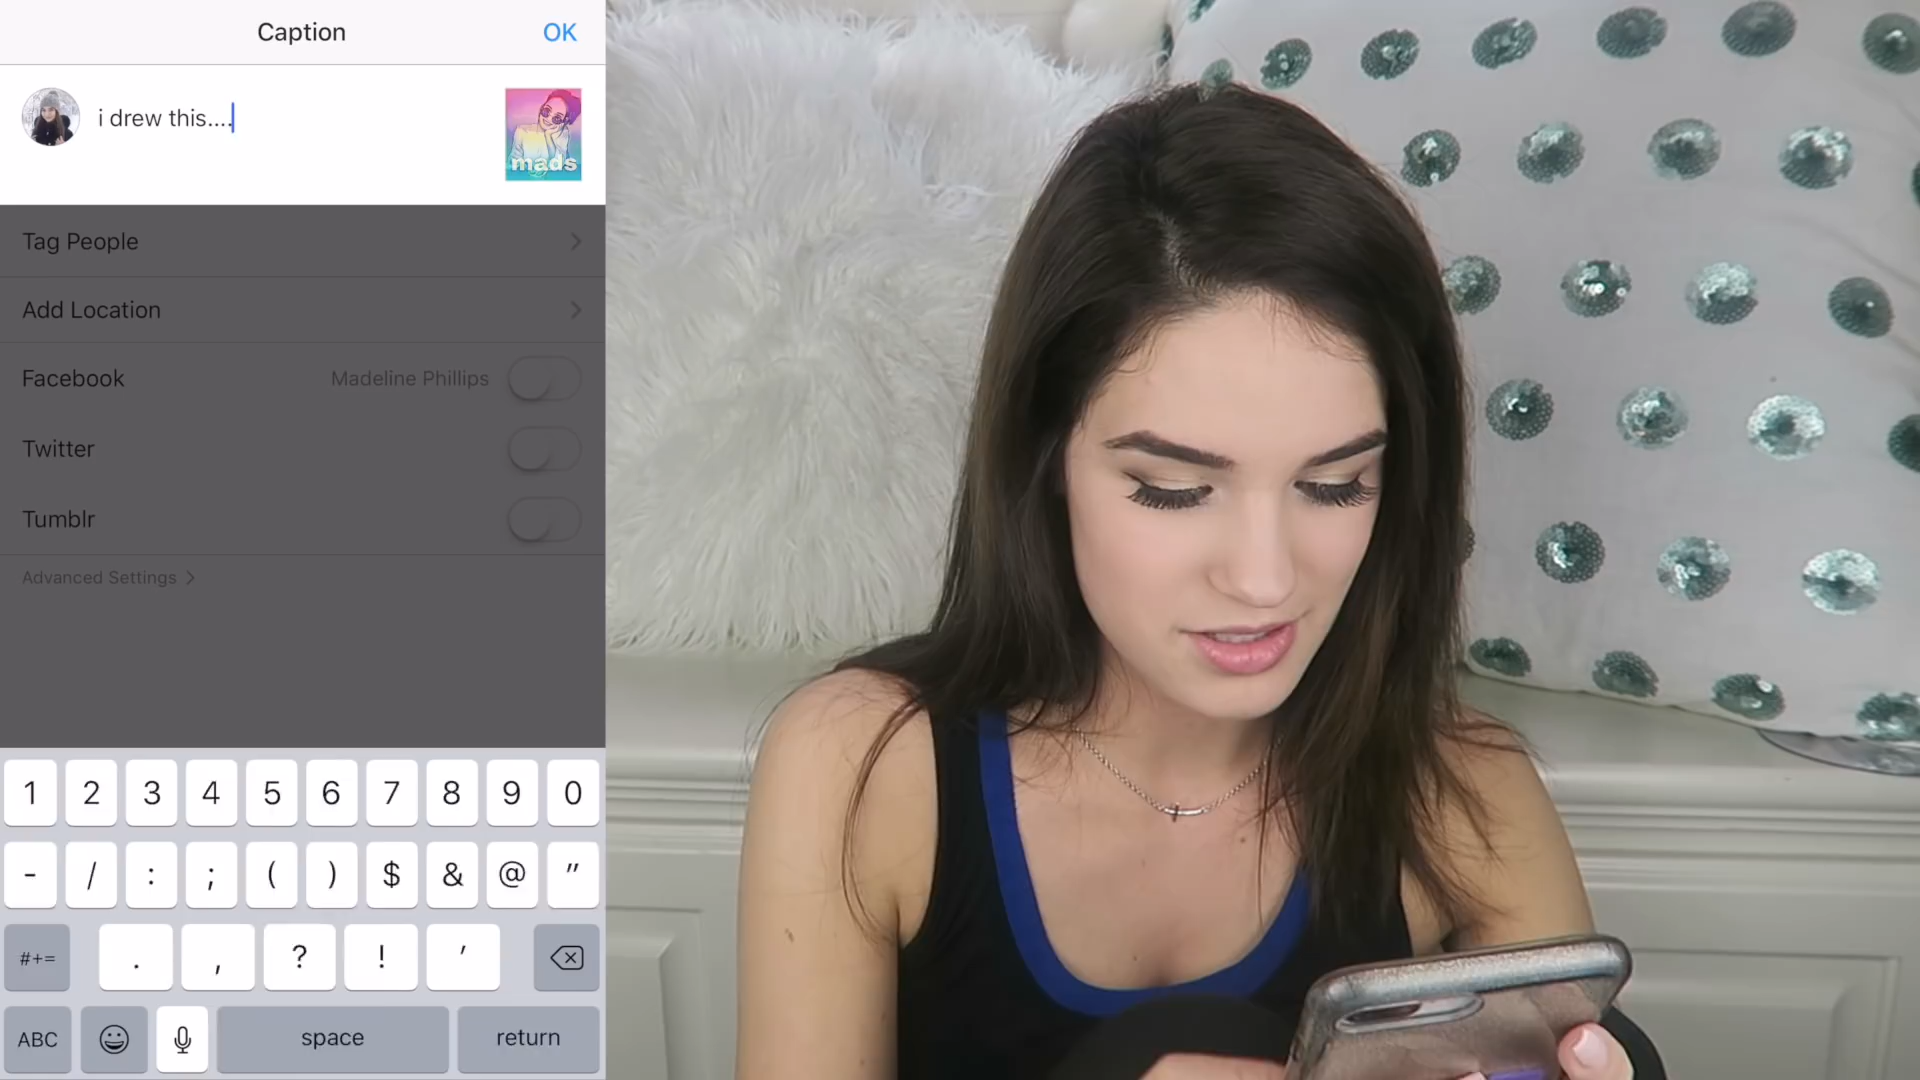 Caption OK
i drew this....
mads
Tag People
Add Location
Facebook Madeline Phillips
Twitter
Tumblr
Advanced Settings
1 2 3 4 5 6 7 8 9 0
- / : ; ( ) $ & @ "
#+= . , ? ! '
ABC space return